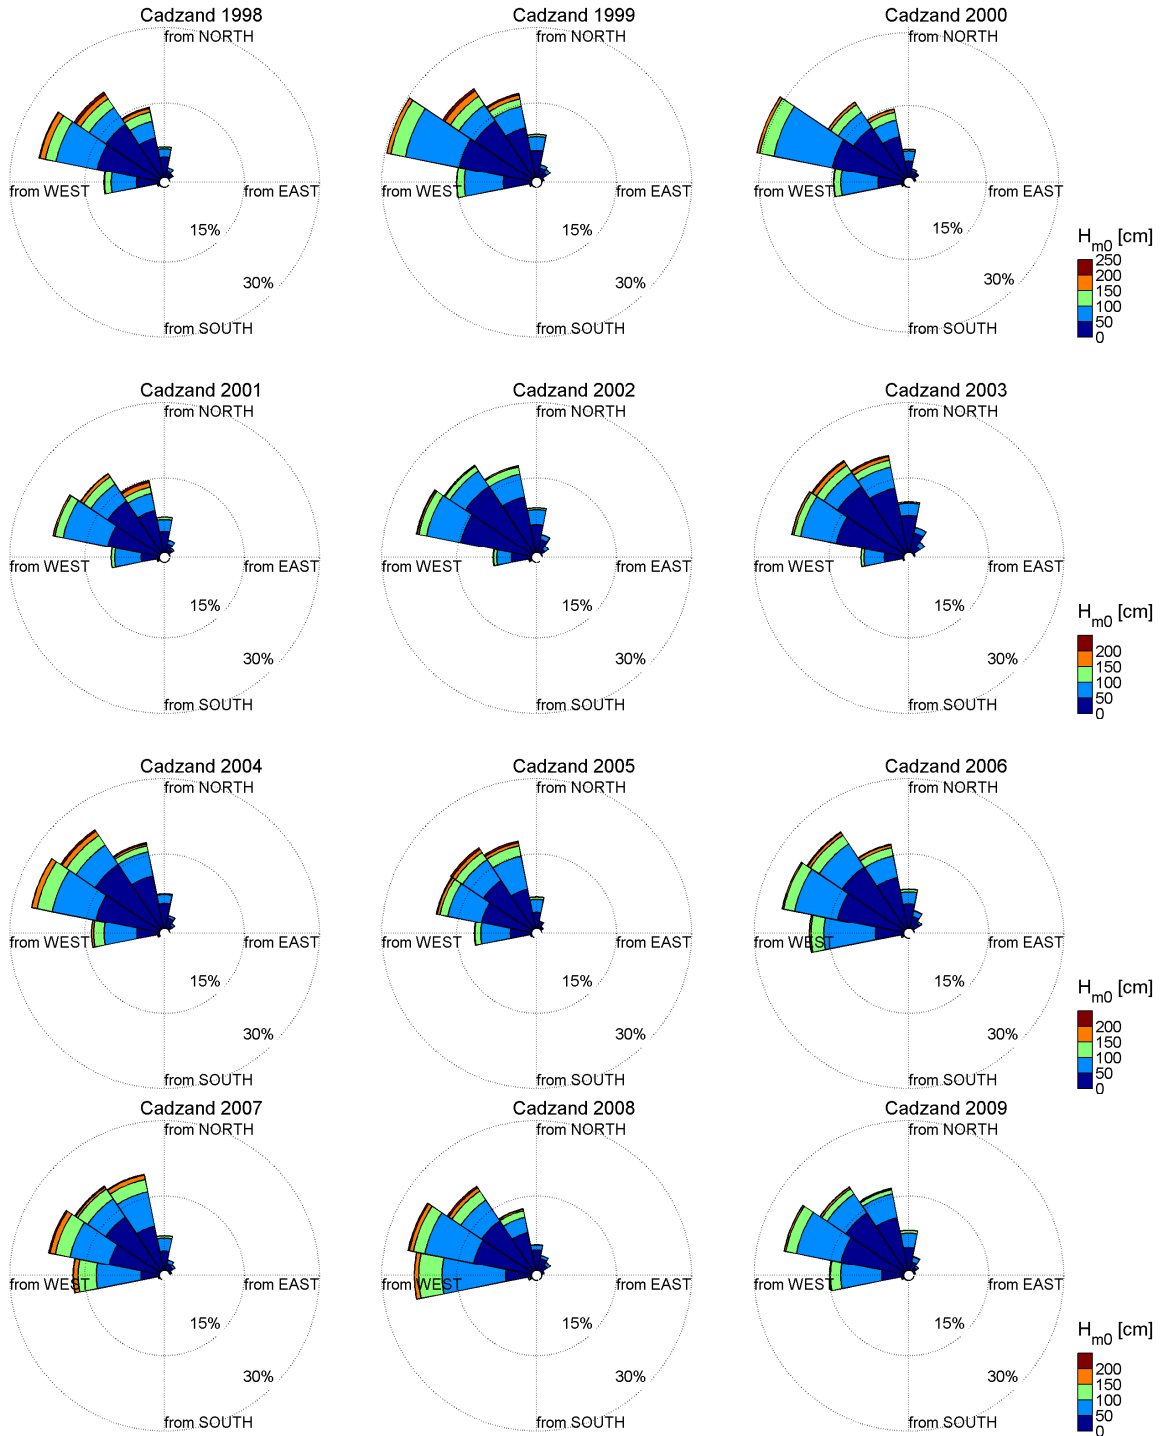 Cadzand 1998
from NORTH
from WEST
from EAST
15%
30%
from SOUTH
Cadzand 1999
from NORTH
from WEST
from EAST
15%
30%
from SOUTH
Cadzand 2000
from NORTH
from WEST
from EAST
15%
30%
from SOUTH
Hm0 [cm]
250
200
150
100
50
0
Cadzand 2001
from NORTH
from WEST
from EAST
15%
30%
from SOUTH
Cadzand 2002
from NORTH
from WEST
from EAST
15%
30%
from SOUTH
Cadzand 2003
from NORTH
from WEST
from EAST
15%
30%
from SOUTH
Hm0 [cm]
200
150
100
50
0
Cadzand 2004
from NORTH
from WEST
from EAST
15%
30%
from SOUTH
Cadzand 2005
from NORTH
from WEST
from EAST
15%
30%
from SOUTH
Cadzand 2006
from NORTH
from WEST
from EAST
15%
30%
from SOUTH
Hm0 [cm]
200
150
100
50
0
Cadzand 2007
from NORTH
from WEST
from EAST
15%
30%
from SOUTH
Cadzand 2008
from NORTH
from WEST
from EAST
15%
30%
from SOUTH
Cadzand 2009
from NORTH
from WEST
from EAST
15%
30%
from SOUTH
Hm0 [cm]
200
150
100
50
0